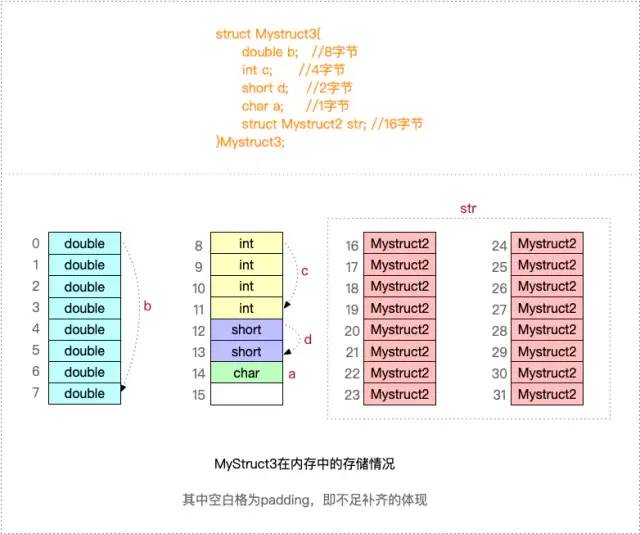 struct Mystruct3{
double b; //8字节
int c; //4字节
short d; //2字节
char a; //1字节
struct Mystruct2 str; //16字节
}Mystruct3;
str
0 double 8 int 16 Mystruct2 24 Mystruct2
1 double 9 int 17 Mystruct2 25 Mystruct2
2 double 10 int 18 Mystruct2 26 Mystruct2
c
3 double 11 int 19 Mystruct2 27 Mystruct2
b
4 double 12 short 20 Mystruct2 28 Mystruct2
d
5 double 13 short 21 Mystruct2 29 Mystruct2
6 double 14 char a 22 Mystruct2 30 Mystruct2
7 double 15 23 Mystruct2 31 Mystruct2
MyStruct3在内存中的存储情况
其中空白格为padding，即不足补齐的体现